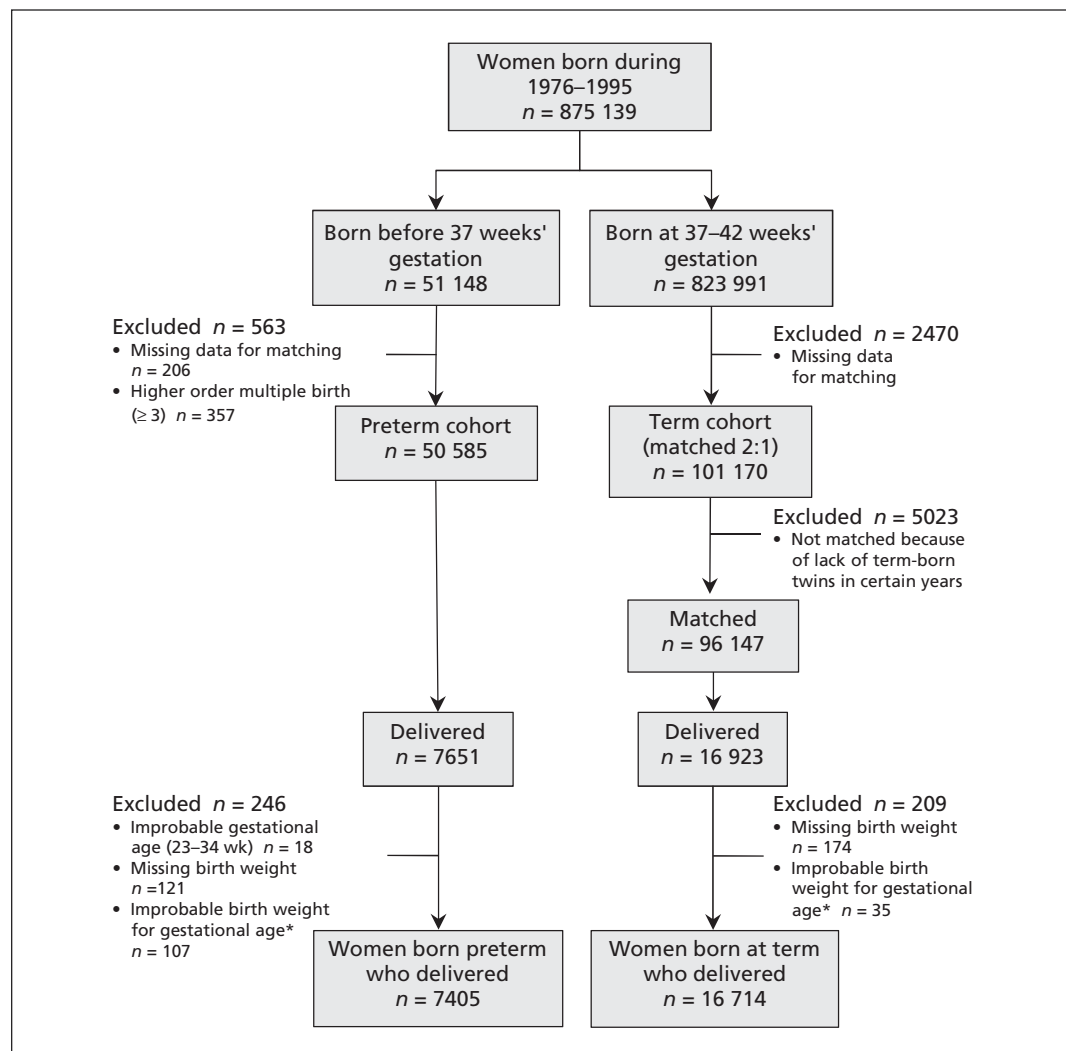 Women born during
1976–1995
n = 875 139
Born before 37 weeks'
gestation
n = 51 148
Born at 37–42 weeks'
gestation
n = 823 991
Excluded n = 563
• Missing data for matching
n = 206
• Higher order multiple birth
(≥ 3) n = 357
Excluded n = 2470
• Missing data
for matching
Preterm cohort
n = 50 585
Term cohort
(matched 2:1)
n = 101 170
Excluded n = 5023
• Not matched because
of lack of term-born
twins in certain years
Matched
n = 96 147
Delivered
n = 7651
Delivered
n = 16 923
Excluded n = 246
• Improbable gestational
age (23–34 wk) n = 18
• Missing birth weight
n =121
• Improbable birth weight
for gestational age*
n = 107
Excluded n = 209
• Missing birth weight
n = 174
• Improbable birth
weight for gestational
age* n = 35
Women born preterm
who delivered
n = 7405
Women born at term
who delivered
n = 16 714